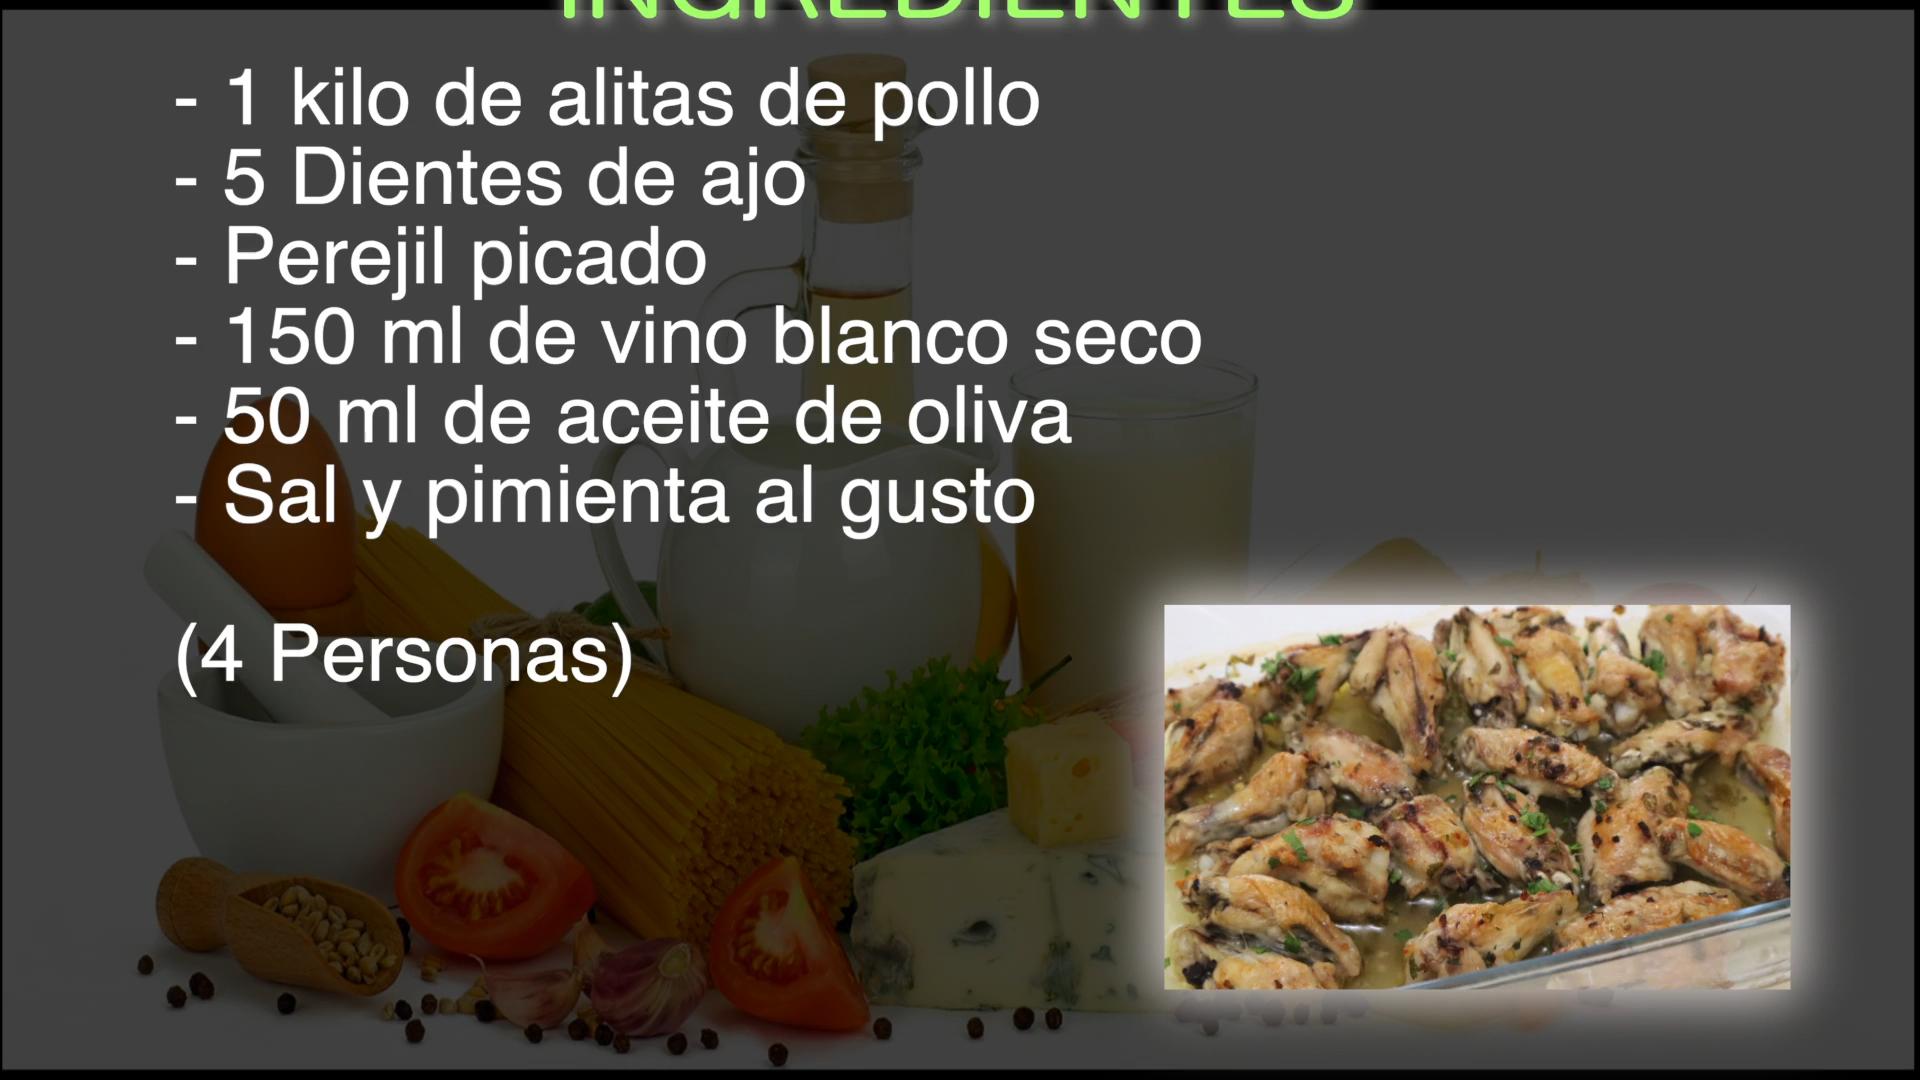 INGREDIENTES
- 1 kilo de alitas de pollo
- 5 Dientes de ajo
- Perejil picado
- 150 ml de vino blanco seco
- 50 ml de aceite de oliva
- Sal y pimienta al gusto
(4 Personas)